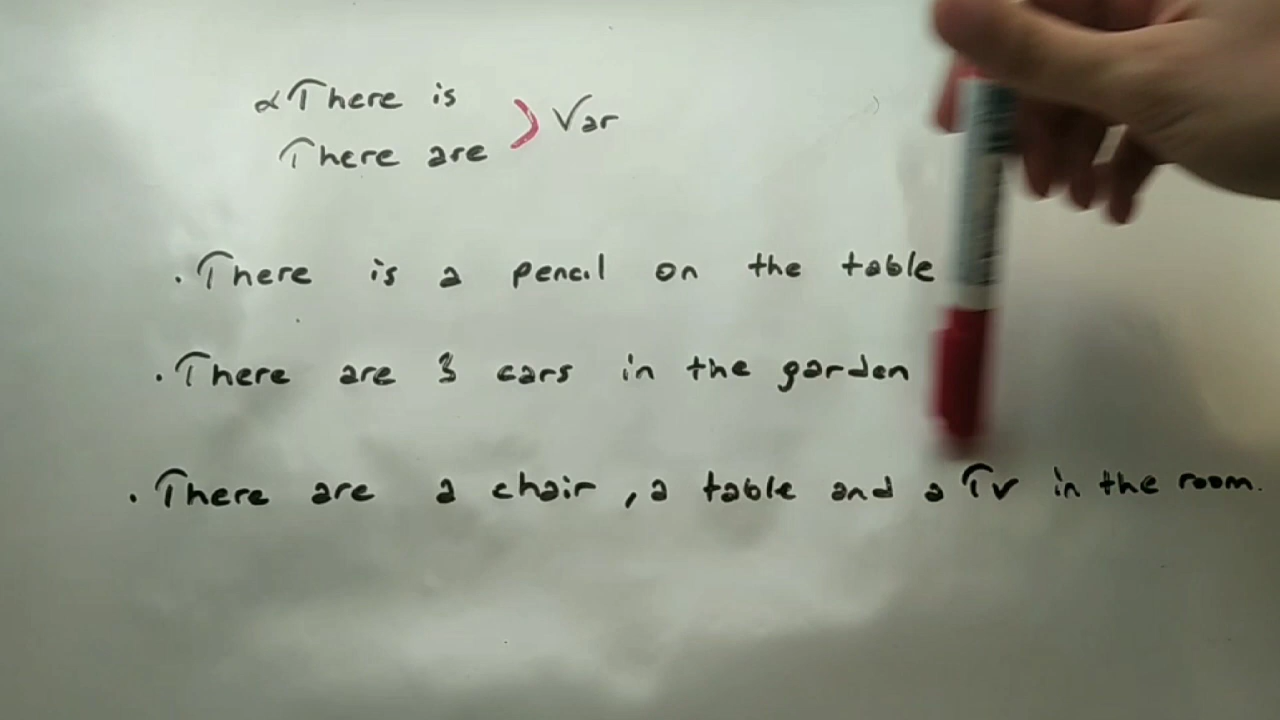 There is
There are
Var
. There is a pencil on the table
. There are 3 cars in the garden
. There are a chair , a table and a Tv in the room.